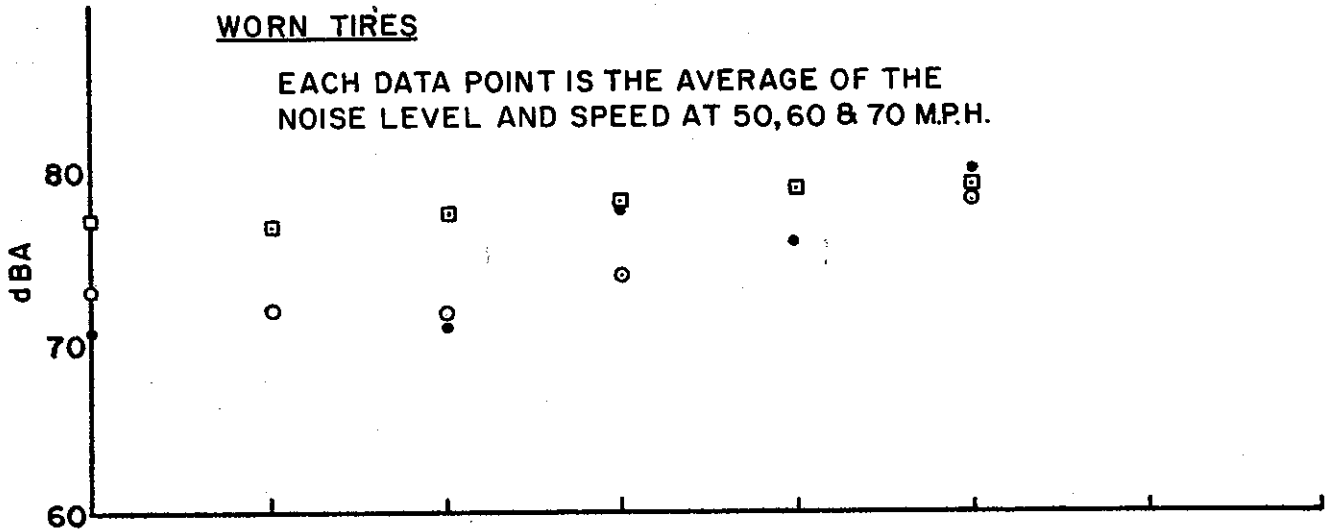 WORN TIRES
EACH DATA POINT IS THE AVERAGE OF THE
NOISE LEVEL AND SPEED AT 50, 60 & 70 M.P.H.
80
dBA
70
60